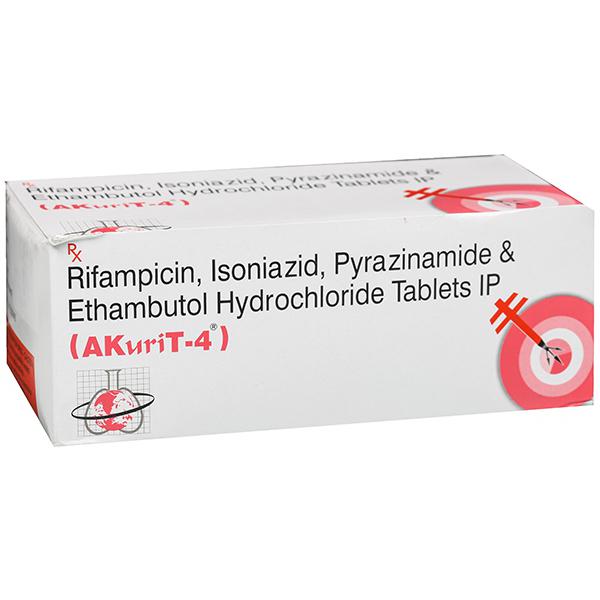 Rx
Rifampicin, Isoniazid, Pyrazinamide &
Ethambutol Hydrochloride Tablets IP
(AKuriT-4®)
Rx
Rifampicin, Isoniazid, Pyrazinamide &
Ethambutol Hydrochloride Tablets IP
(AKuriT-4®)